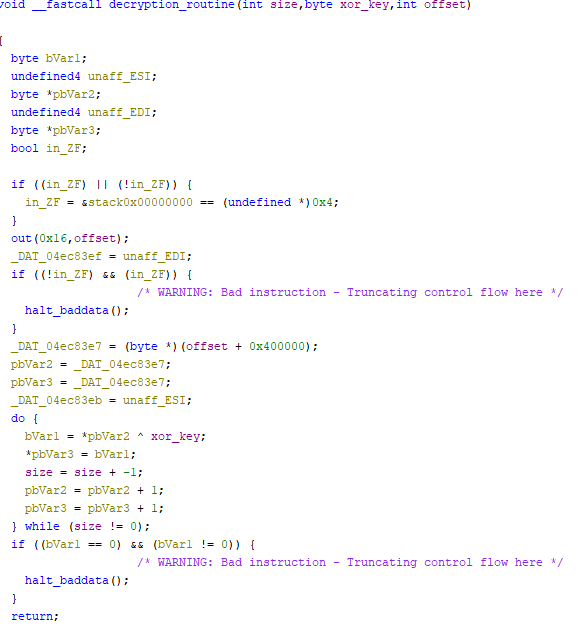 void __fastcall decryption_routine(int size,byte xor_key,int offset)
{
byte bVar1;
undefined4 unaff_ESI;
byte *pbVar2;
undefined4 unaff_EDI;
byte *pbVar3;
bool in_ZF;
if ((in_ZF) || (!in_ZF)) {
in_ZF = &stack0x00000000 == (undefined *)0x4;
}
out(0x16,offset);
_DAT_04ec83ef = unaff_EDI;
if ((!in_ZF) && (in_ZF)) {
/* WARNING: Bad instruction - Truncating control flow here */
halt_baddata();
}
_DAT_04ec83e7 = (byte *)(offset + 0x400000);
pbVar2 = _DAT_04ec83e7;
pbVar3 = _DAT_04ec83e7;
_DAT_04ec83eb = unaff_ESI;
do {
bVar1 = *pbVar2 ^ xor_key;
*pbVar3 = bVar1;
size = size + -1;
pbVar2 = pbVar2 + 1;
pbVar3 = pbVar3 + 1;
} while (size != 0);
if ((bVar1 == 0) && (bVar1 != 0)) {
/* WARNING: Bad instruction - Truncating control flow here */
halt_baddata();
}
return;